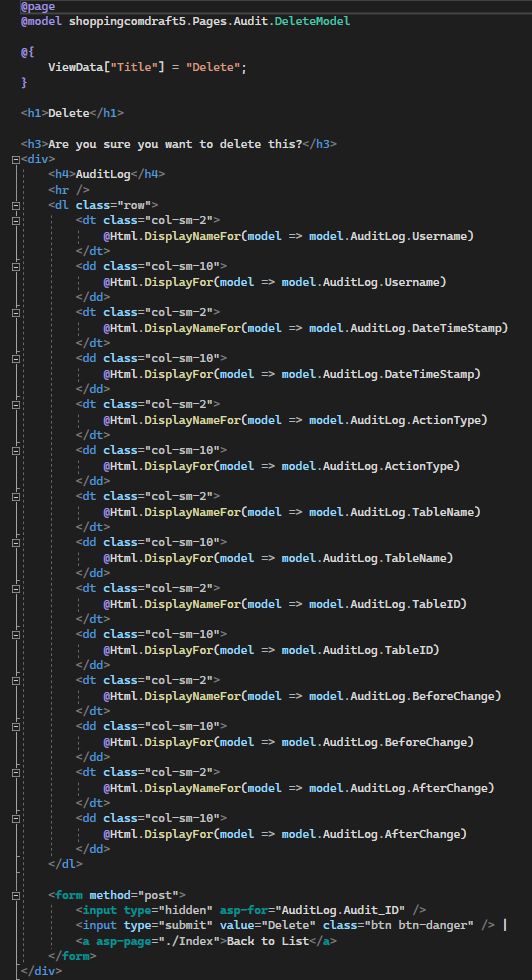 @page
@model shoppingcomdraft5.Pages.Audit.DeleteModel
@{
ViewData["Title"] = "Delete";
}
<h1>Delete</h1>
<h3>Are you sure you want to delete this?</h3>
<div>
<h4>AuditLog</h4>
<hr />
<dl class="row">
<dt class="col-sm-2">
@Html.DisplayNameFor(model => model.AuditLog.Username)
</dt>
<dd class="col-sm-10">
@Html.DisplayFor(model => model.AuditLog.Username)
</dd>
<dt class="col-sm-2">
@Html.DisplayNameFor(model => model.AuditLog.DateTimeStamp)
</dt>
<dd class="col-sm-10">
@Html.DisplayFor(model => model.AuditLog.DateTimeStamp)
</dd>
<dt class="col-sm-2">
@Html.DisplayNameFor(model => model.AuditLog.ActionType)
</dt>
<dd class="col-sm-10">
@Html.DisplayFor(model => model.AuditLog.ActionType)
</dd>
<dt class="col-sm-2">
@Html.DisplayNameFor(model => model.AuditLog.TableName)
</dt>
<dd class="col-sm-10">
@Html.DisplayFor(model => model.AuditLog.TableName)
</dd>
<dt class="col-sm-2">
@Html.DisplayNameFor(model => model.AuditLog.TableID)
</dt>
<dd class="col-sm-10">
@Html.DisplayFor(model => model.AuditLog.TableID)
</dd>
<dt class="col-sm-2">
@Html.DisplayNameFor(model => model.AuditLog.BeforeChange)
</dt>
<dd class="col-sm-10">
@Html.DisplayFor(model => model.AuditLog.BeforeChange)
</dd>
<dt class="col-sm-2">
@Html.DisplayNameFor(model => model.AuditLog.AfterChange)
</dt>
<dd class="col-sm-10">
@Html.DisplayFor(model => model.AuditLog.AfterChange)
</dd>
</dl>
<form method="post">
<input type="hidden" asp-for="AuditLog.Audit_ID" />
<input type="submit" value="Delete" class="btn btn-danger" /> |
<a asp-page="./Index">Back to List</a>
</form>
</div>